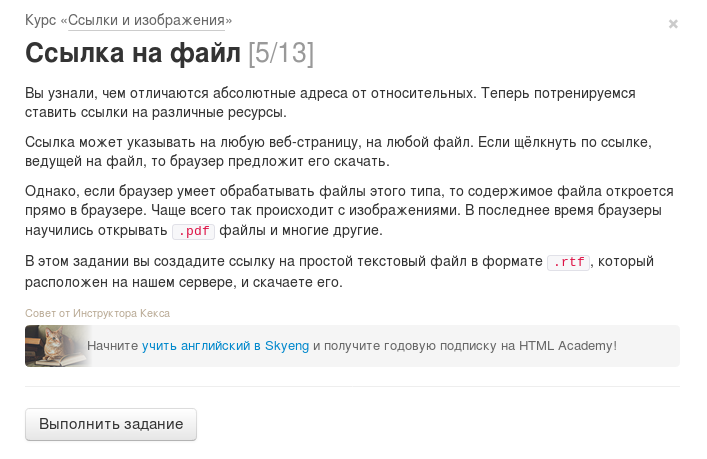 Курс «Ссылки и изображения»
×
Ссылка на файл [5/13]
Вы узнали, чем отличаются абсолютные адреса от относительных. Теперь потренируемся
ставить ссылки на различные ресурсы.
Ссылка может указывать на любую веб-страницу, на любой файл. Если щёлкнуть по ссылке,
ведущей на файл, то браузер предложит его скачать.
Однако, если браузер умеет обрабатывать файлы этого типа, то содержимое файла откроется
прямо в браузере. Чаще всего так происходит с изображениями. В последнее время браузеры
научились открывать .pdf файлы и многие другие.
В этом задании вы создадите ссылку на простой текстовый файл в формате .rtf, который
расположен на нашем сервере, и скачаете его.
Совет от Инструктора Кекса
Начните учить английский в Skyeng и получите годовую подписку на HTML Academy!
Выполнить задание